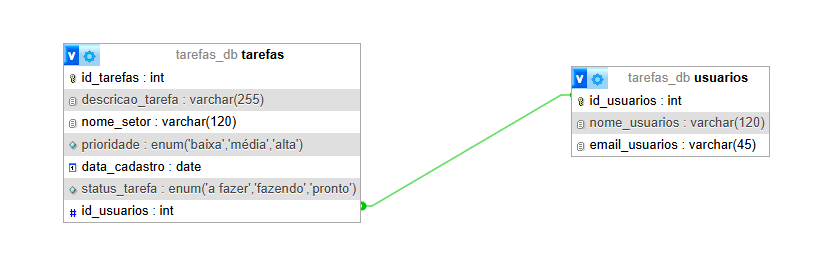 v tarefas_db tarefas
id_tarefas : int
descricao_tarefa : varchar(255)
nome_setor : varchar(120)
prioridade : enum('baixa','média','alta')
data_cadastro : date
status_tarefa : enum('a fazer','fazendo','pronto')
# id_usuarios : int
v tarefas_db usuarios
id_usuarios : int
nome_usuarios : varchar(120)
email_usuarios : varchar(45)